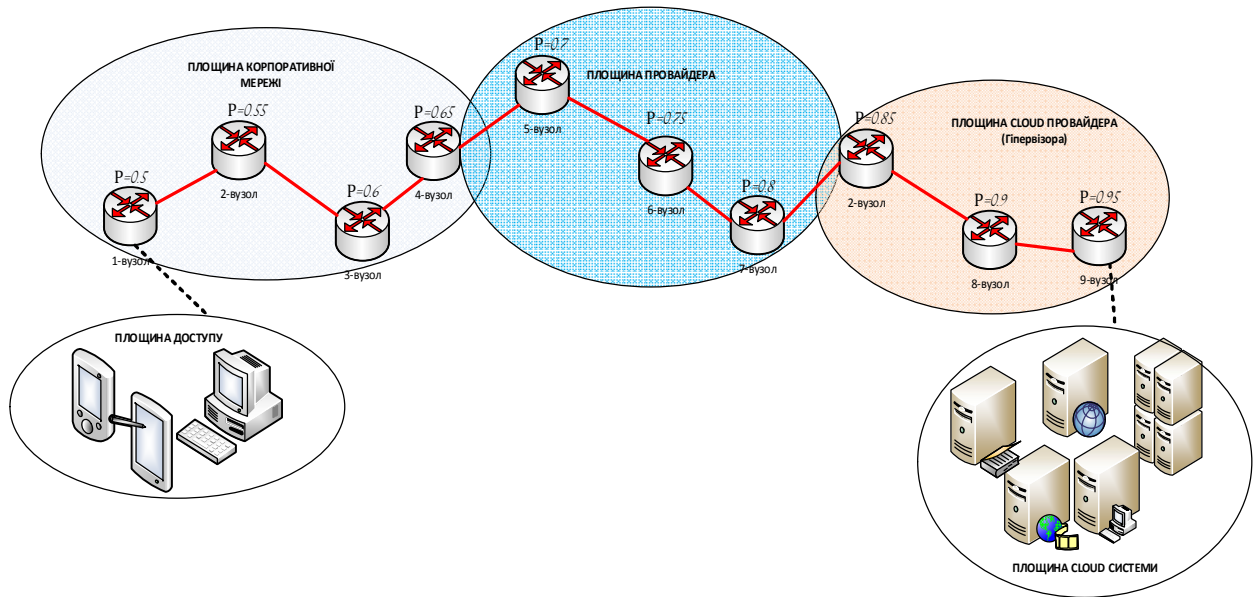 ПЛОЩИНА КОРПОРАТИВНОЇ
МЕРЕЖІ
P=0.5
1-вузол
P=0.55
2-вузол
P=0.6
3-вузол
P=0.65
4-вузол
ПЛОЩИНА ПРОВАЙДЕРА
P=0.7
5-вузол
P=0.75
6-вузол
P=0.8
7-вузол
ПЛОЩИНА CLOUD ПРОВАЙДЕРА
(Гіпервізора)
P=0.85
2-вузол
P=0.9
8-вузол
P=0.95
9-вузол
ПЛОЩИНА ДОСТУПУ
ПЛОЩИНА CLOUD СИСТЕМИ